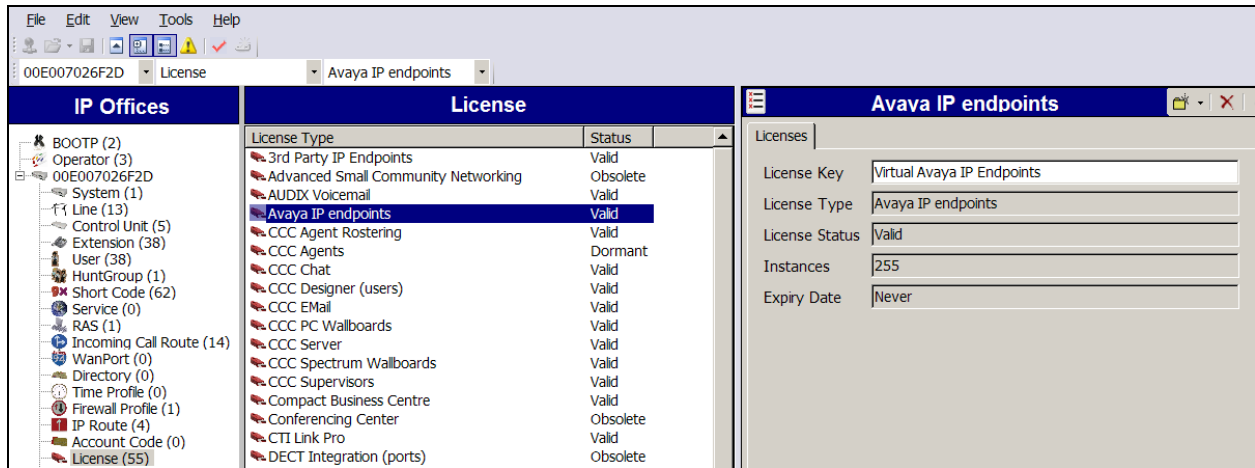 File Edit View Tools Help
00E007026F2D License Avaya IP endpoints
IP Offices
BOOTP (2)
Operator (3)
00E007026F2D
System (1)
Line (13)
Control Unit (5)
Extension (38)
User (38)
HuntGroup (1)
Short Code (62)
Service (0)
RAS (1)
Incoming Call Route (14)
WanPort (0)
Directory (0)
Time Profile (0)
Firewall Profile (1)
IP Route (4)
Account Code (0)
License (55)
License
License Type Status
3rd Party IP Endpoints Valid
Advanced Small Community Networking Obsolete
AUDIX Voicemail Valid
Avaya IP endpoints Valid
CCC Agent Rostering Valid
CCC Agents Dormant
CCC Chat Valid
CCC Designer (users) Valid
CCC EMail Valid
CCC PC Wallboards Valid
CCC Server Valid
CCC Spectrum Wallboards Valid
CCC Supervisors Valid
Compact Business Centre Valid
Conferencing Center Obsolete
CTI Link Pro Valid
DECT Integration (ports) Obsolete
Avaya IP endpoints
Licenses
License Key Virtual Avaya IP Endpoints
License Type Avaya IP endpoints
License Status Valid
Instances 255
Expiry Date Never